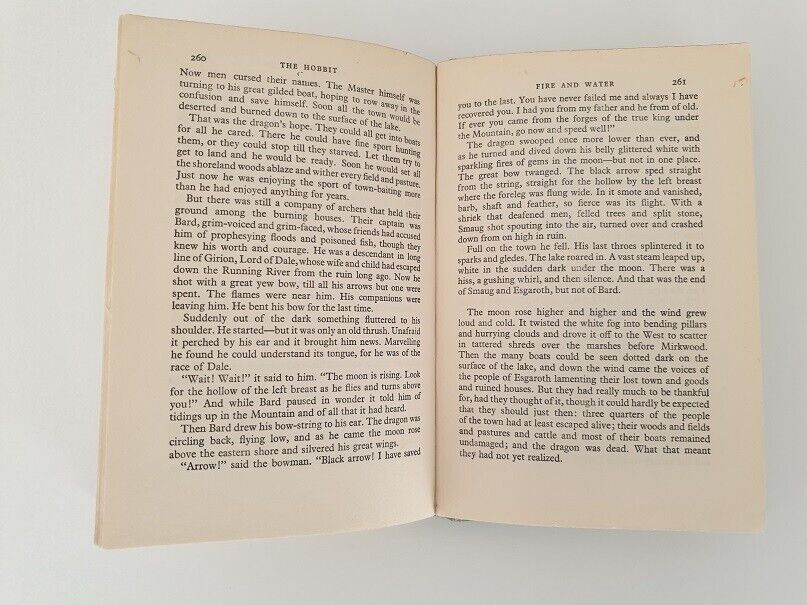 260
THE HOBBIT
Now men cursed their names. The Master himself was
turning to his great gilded boat, hoping to row away in the
confusion and save himself. Soon all the town would be
deserted and burned down to the surface of the lake.
That was the dragon's hope. They could all get into boats
for all he cared. There he could have fine sport hunting
them, or they could stop till they starved. Let them try to
get to land and he would be ready. Soon he would set all
the shoreland woods ablaze and wither every field and pasture.
Just now he was enjoying the sport of town-baiting more
than he had enjoyed anything for years.
But there was still a company of archers that held their
ground among the burning houses. Their captain was
Bard, grim-voiced and grim-faced, whose friends had accused
him of prophesying floods and poisoned fish, though they
knew his worth and courage. He was a descendant in long
line of Girion, Lord of Dale, whose wife and child had escaped
down the Running River from the ruin long ago. Now he
shot with a great yew bow, till all his arrows but one were
spent. The flames were near him. His companions were
leaving him. He bent his bow for the last time.
Suddenly out of the dark something fluttered to his
shoulder. He started—but it was only an old thrush. Unafraid
it perched by his ear and it brought him news. Marvelling
he found he could understand its tongue, for he was of the
race of Dale.
"Wait! Wait!" it said to him. "The moon is rising. Look
for the hollow of the left breast as he flies and turns above
you!" And while Bard paused in wonder it told him of
tidings up in the Mountain and of all that it had heard.
Then Bard drew his bow-string to his ear. The dragon was
circling back, flying low, and as he came the moon rose
above the eastern shore and silvered his great wings.
"Arrow!" said the bowman. "Black arrow! I have saved
FIRE AND WATER
261
you to the last. You have never failed me and always I have
recovered you. I had you from my father and he from of old.
If ever you came from the forges of the true king under
the Mountain, go now and speed well!"
The dragon swooped once more lower than ever, and
as he turned and dived down his belly glittered white with
sparkling fires of gems in the moon—but not in one place.
The great bow twanged. The black arrow sped straight
from the string, straight for the hollow by the left breast
where the foreleg was flung wide. In it smote and vanished,
barb, shaft and feather, so fierce was its flight. With a
shriek that deafened men, felled trees and split stone,
Smaug shot spouting into the air, turned over and crashed
down from on high in ruin.
Full on the town he fell. His last throes splintered it to
sparks and gledes. The lake roared in. A vast steam leaped up,
white in the sudden dark under the moon. There was a
hiss, a gushing whirl, and then silence. And that was the end
of Smaug and Esgaroth, but not of Bard.
The moon rose higher and higher and the wind grew
loud and cold. It twisted the white fog into bending pillars
and hurrying clouds and drove it off to the West to scatter
in tattered shreds over the marshes before Mirkwood.
Then the many boats could be seen dotted dark on the
surface of the lake, and down the wind came the voices of
the people of Esgaroth lamenting their lost town and goods
and ruined houses. But they had really much to be thankful
for, had they thought of it, though it could hardly be expected
that they should just then: three quarters of the people
of the town had at least escaped alive; their woods and fields
and pastures and cattle and most of their boats remained
undamaged; and the dragon was dead. What that meant
they had not yet realized.